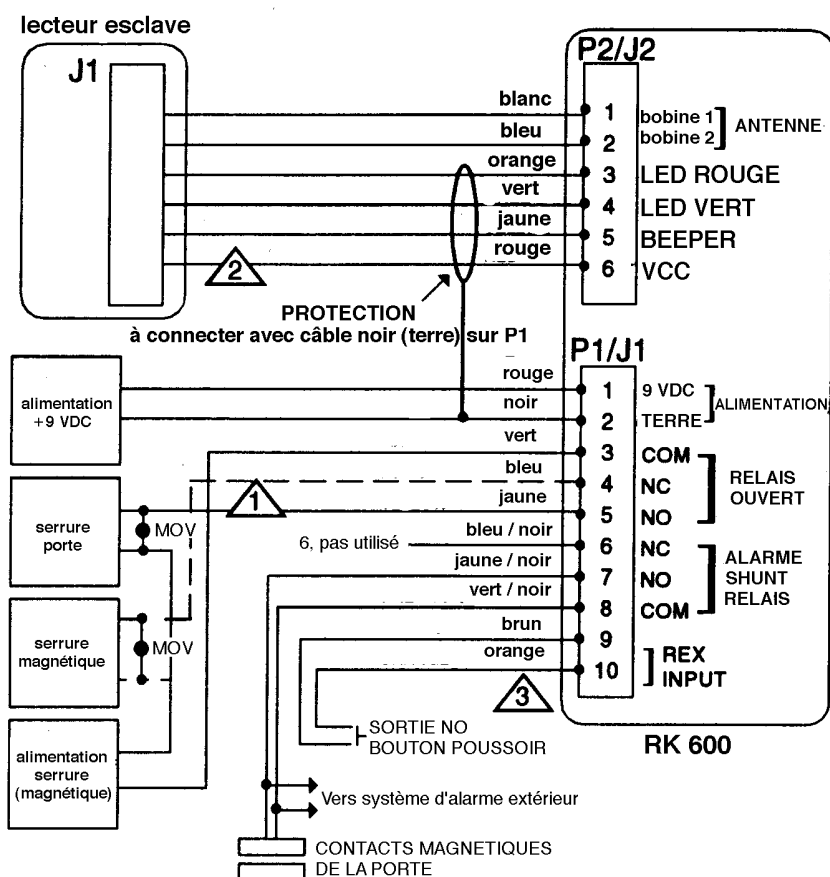 lecteur esclave
J1
P2/J2
blanc
1
bobine 1
bleu
2
bobine 2
ANTENNE
orange
3
LED ROUGE
vert
4
LED VERT
jaune
5
BEEPER
rouge
6
VCC
2
PROTECTION
à connecter avec câble noir (terre) sur P1
P1/J1
alimentation
+9 VDC
rouge
1
9 VDC
noir
2
TERRE
ALIMENTATION
vert
3
COM
bleu
4
NC
jaune
5
NO
RELAIS
OUVERT
1
serrure
porte
MOV
6, pas utilisé
bleu / noir
6
NC
jaune / noir
7
NO
vert / noir
8
COM
ALARME
SHUNT
RELAIS
serrure
magnétique
MOV
brun
9
orange
10
REX
INPUT
3
alimentation
serrure
(magnétique)
SORTIE NO
BOUTON POUSSOIR
RK 600
Vers système d'alarme extérieur
CONTACTS MAGNETIQUES
DE LA PORTE